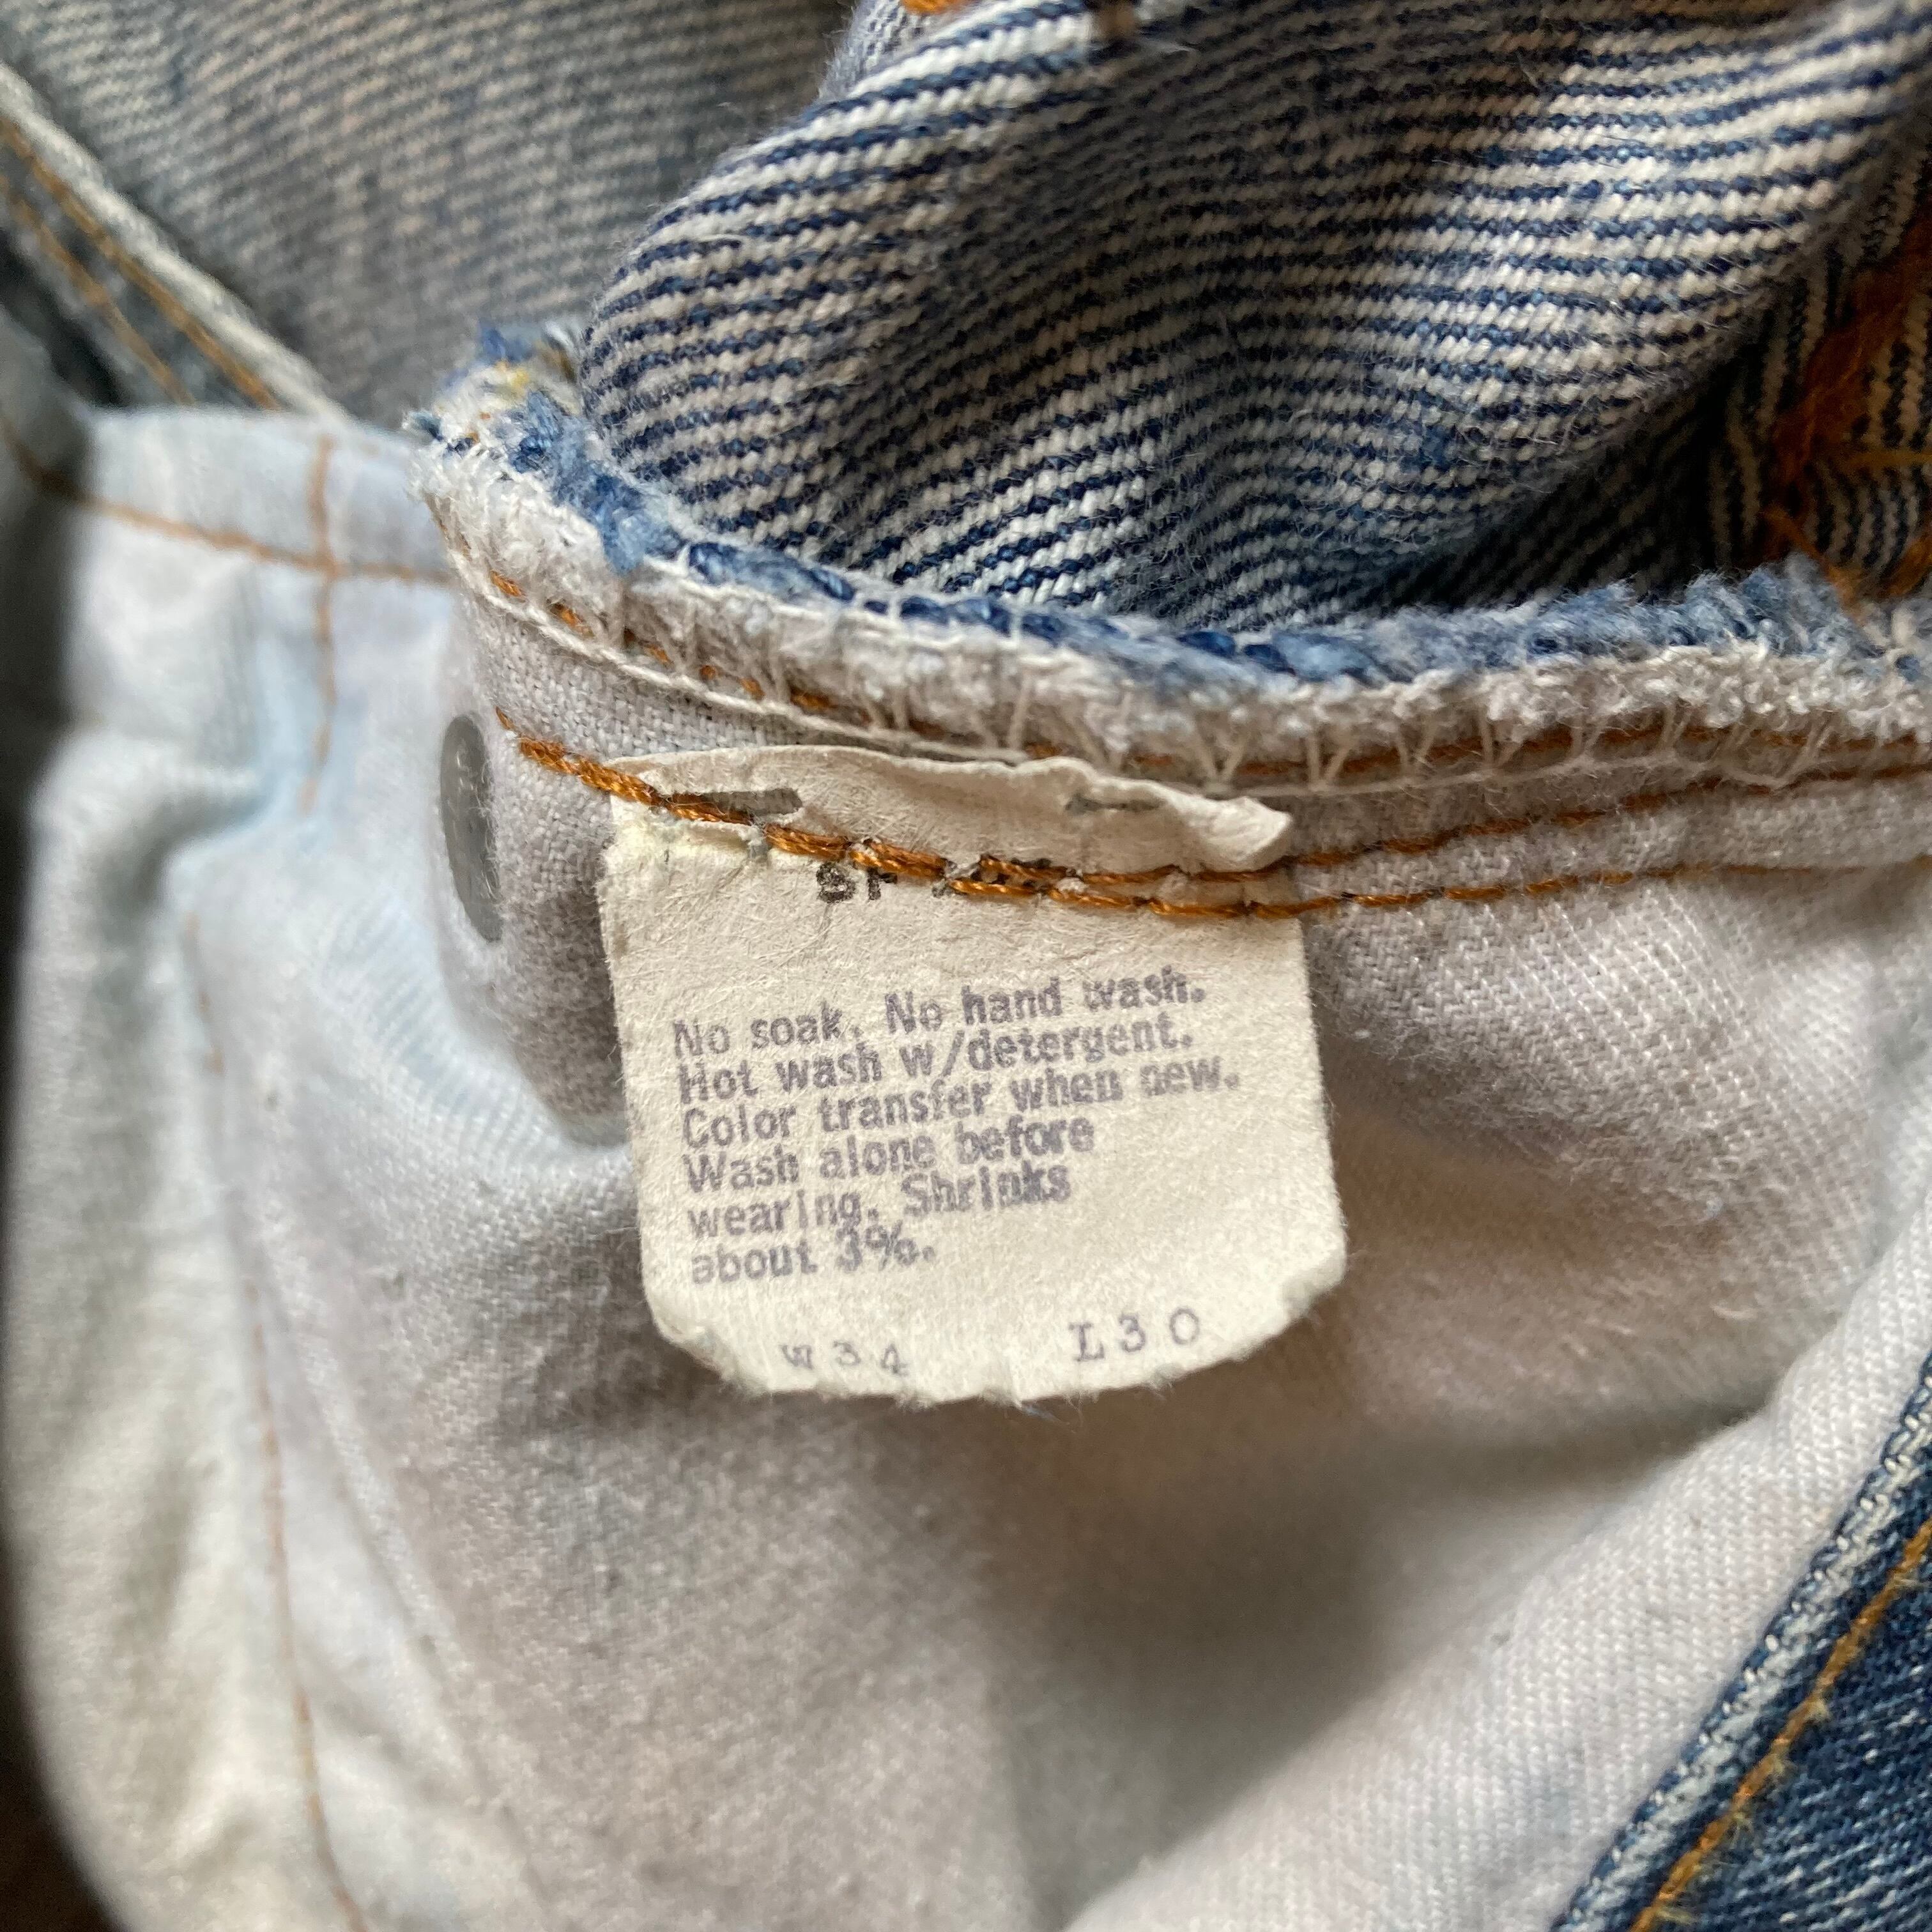 No soak. No hand wash.
Hot wash w/detergent.
Color transfer when new.
Wash alone before
wearing. Shrinks
about 3%.
W34 L30